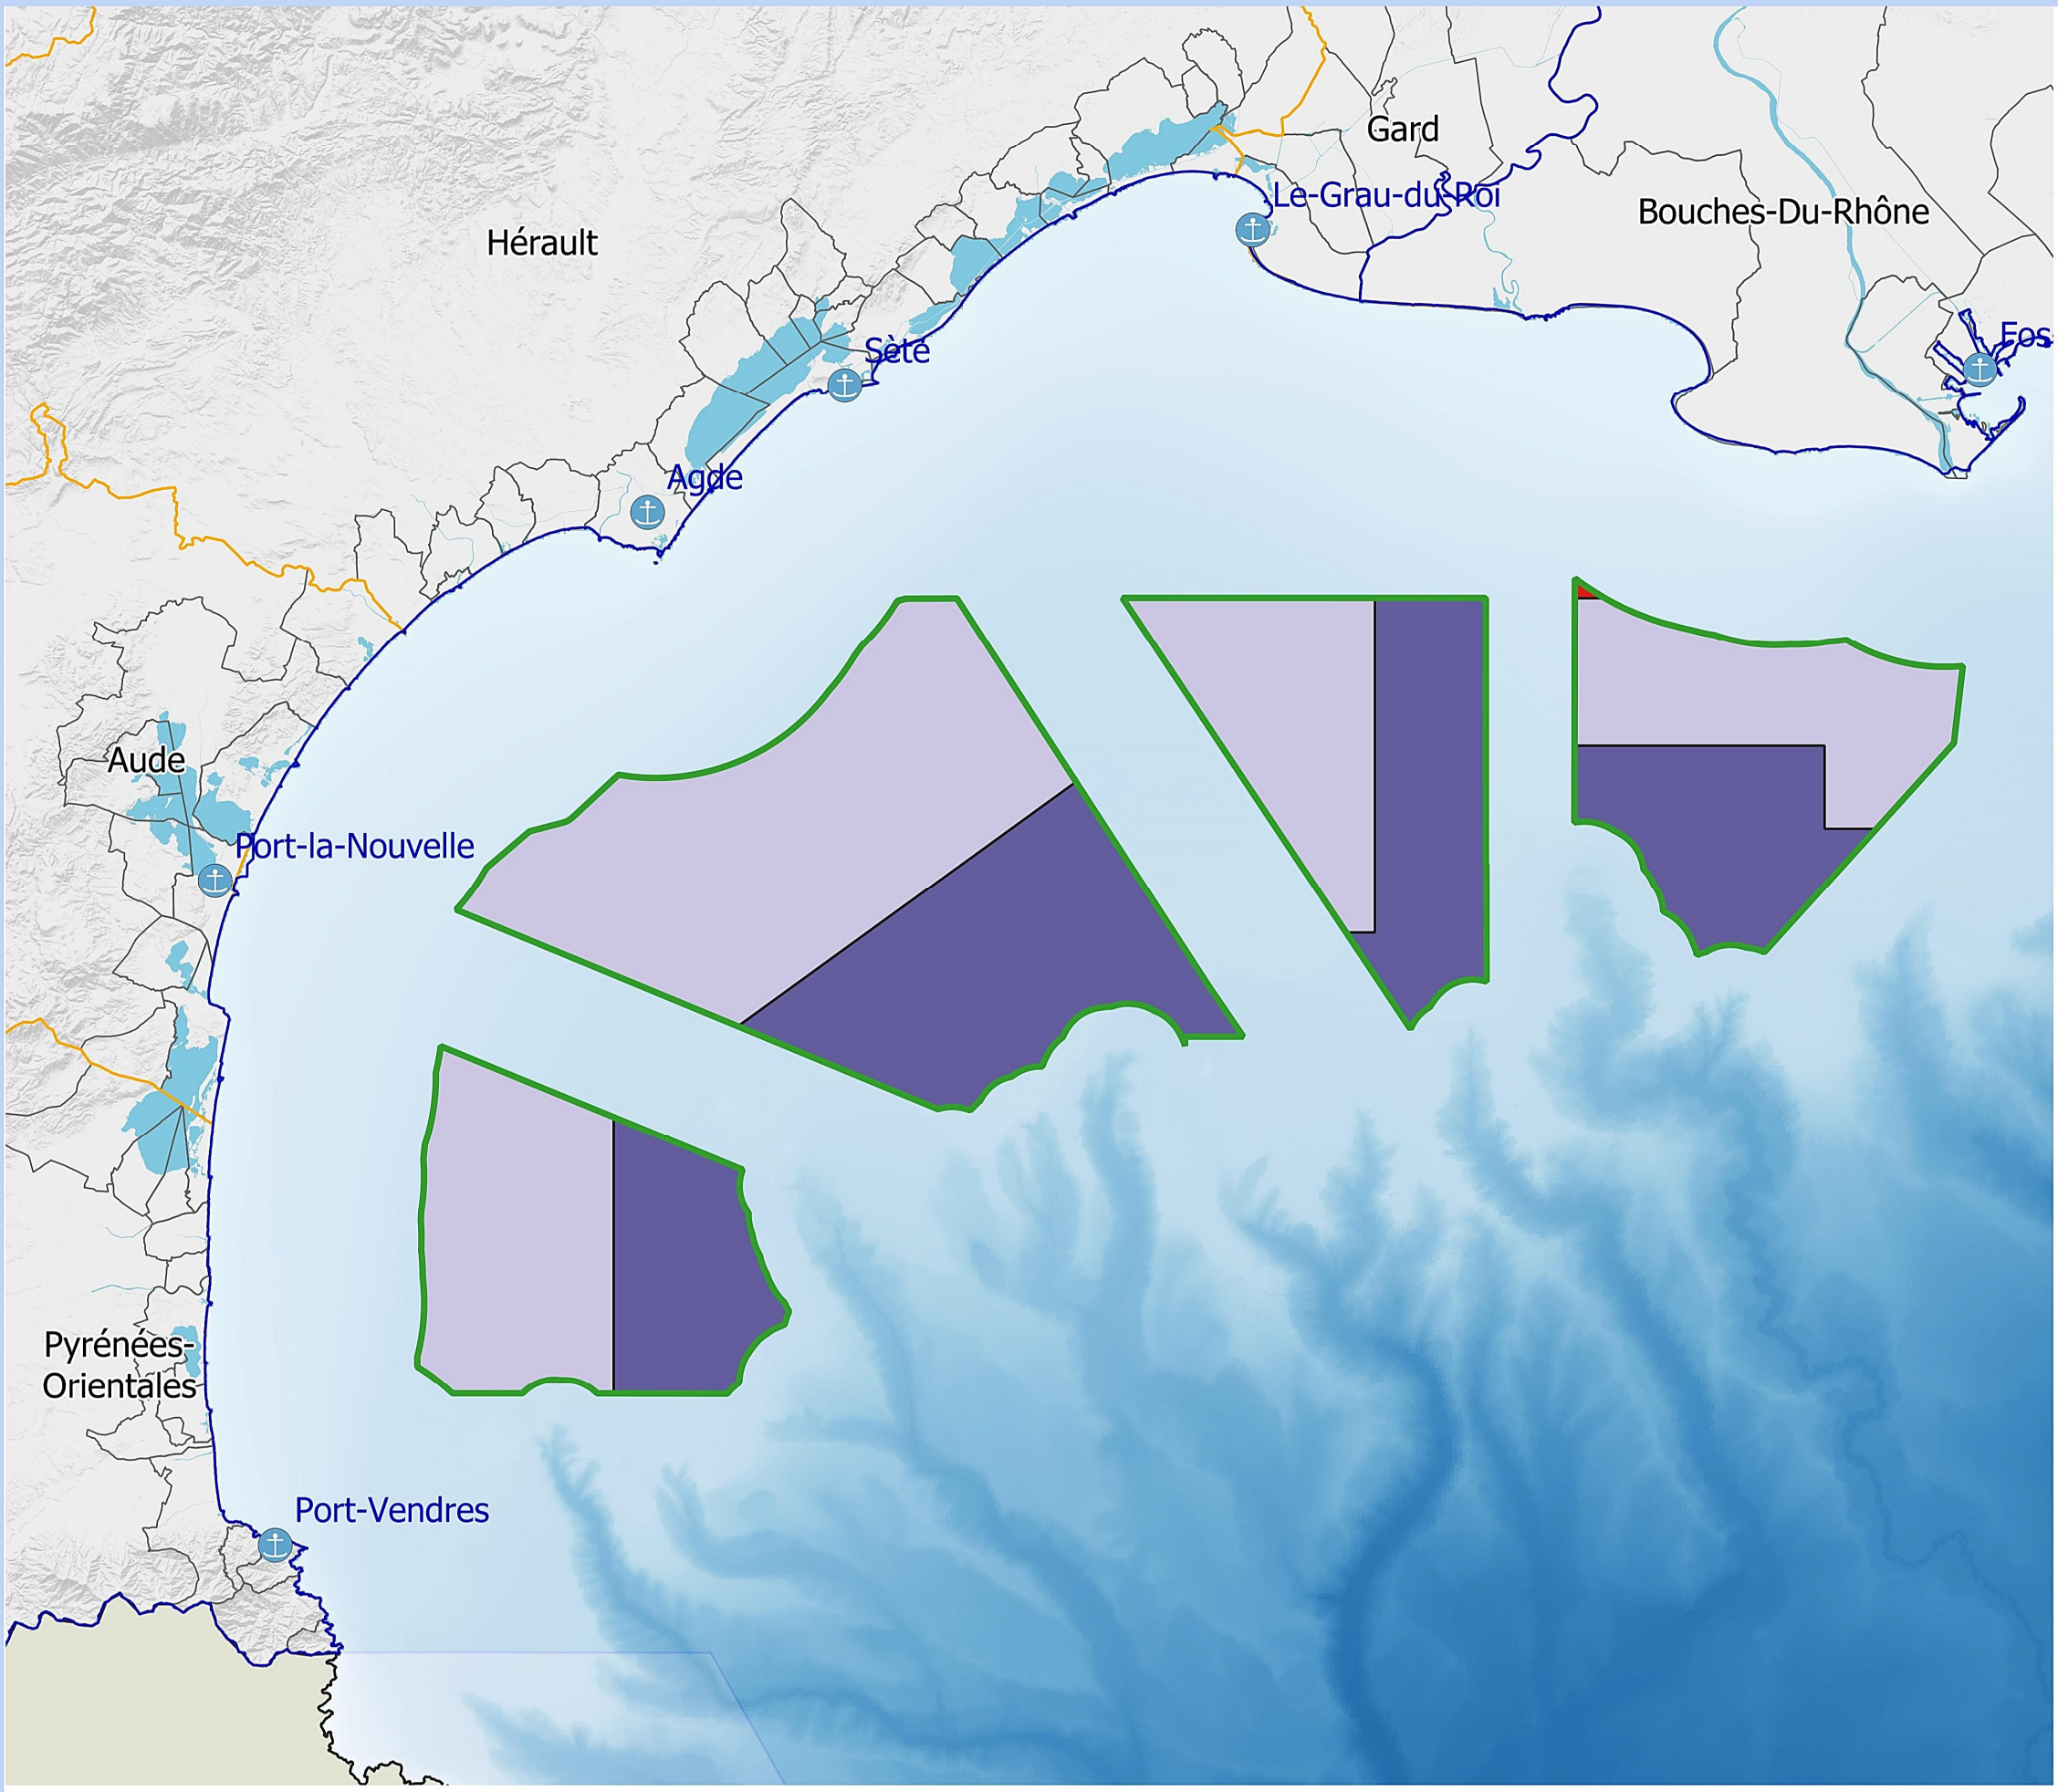 Gard
Le-Grau-du-Roi
Bouches-Du-Rhône
Hérault
Fos
Sète
Agde
Aude
Port-la-Nouvelle
Pyrénées-
Orientales
Port-Vendres